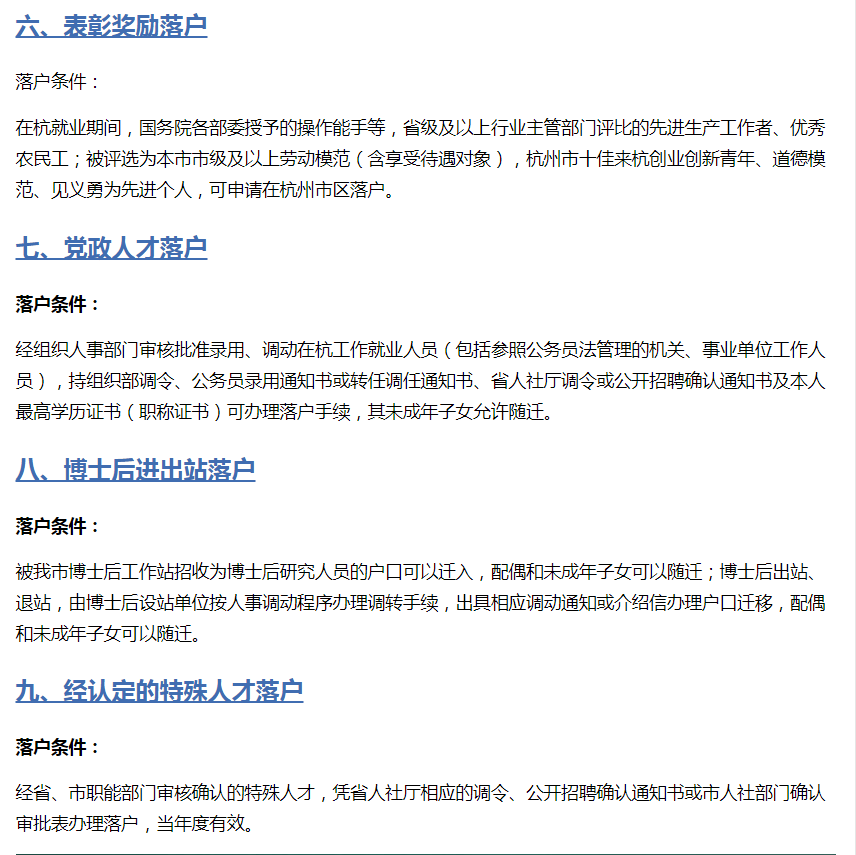 六、表彰奖励落户
落户条件：
在杭就业期间，国务院各部委授予的操作能手等，省级及以上行业主管部门评比的先进生产工作者、优秀
农民工；被评选为本市市级及以上劳动模范（含享受待遇对象），杭州市十佳来杭创业创新青年、道德模
范、见义勇为先进个人，可申请在杭州市区落户。
七、党政人才落户
落户条件：
经组织人事部门审核批准录用、调动在杭工作就业人员（包括参照公务员法管理的机关、事业单位工作人
员），持组织部调令、公务员录用通知书或转任调任通知书、省人社厅调令或公开招聘确认通知书及本人
最高学历证书（职称证书）可办理落户手续，其未成年子女允许随迁。
八、博士后进出站落户
落户条件：
被我市博士后工作站招收为博士后研究人员的户口可以迁入，配偶和未成年子女可以随迁；博士后出站、
退站，由博士后设站单位按人事调动程序办理调转手续，出具相应调动通知或介绍信办理户口迁移，配偶
和未成年子女可以随迁。
九、经认定的特殊人才落户
落户条件：
经省、市职能部门审核确认的特殊人才，凭省人社厅相应的调令、公开招聘确认通知书或市人社部门确认
审批表办理落户，当年度有效。